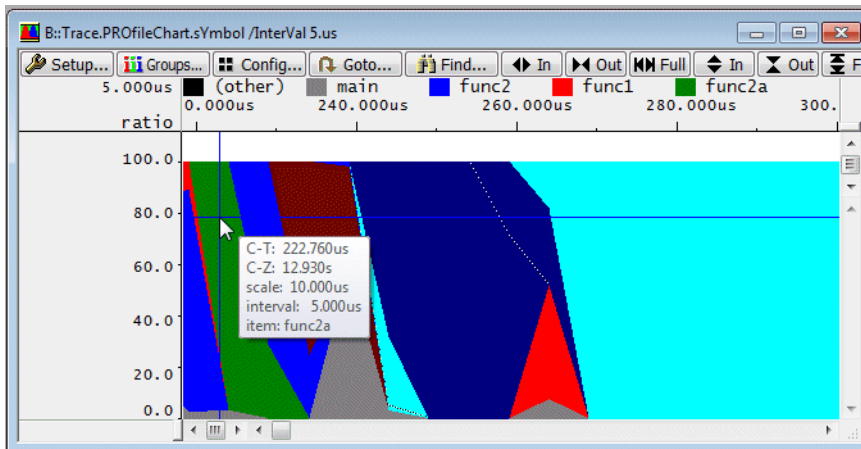 B::Trace.PROfileChart.sYmbol /InterVal 5.us
Setup... Groups... Config... Goto... Find... In Out Full In Out F
5.000us (other) main func2 func1 func2a
0.000us 240.000us 260.000us 280.000us 300.
ratio
100.0
80.0
C-T: 222.760us
C-Z: 12.930s
scale: 10.000us
60.0
interval: 5.000us
item: func2a
40.0
20.0
0.0